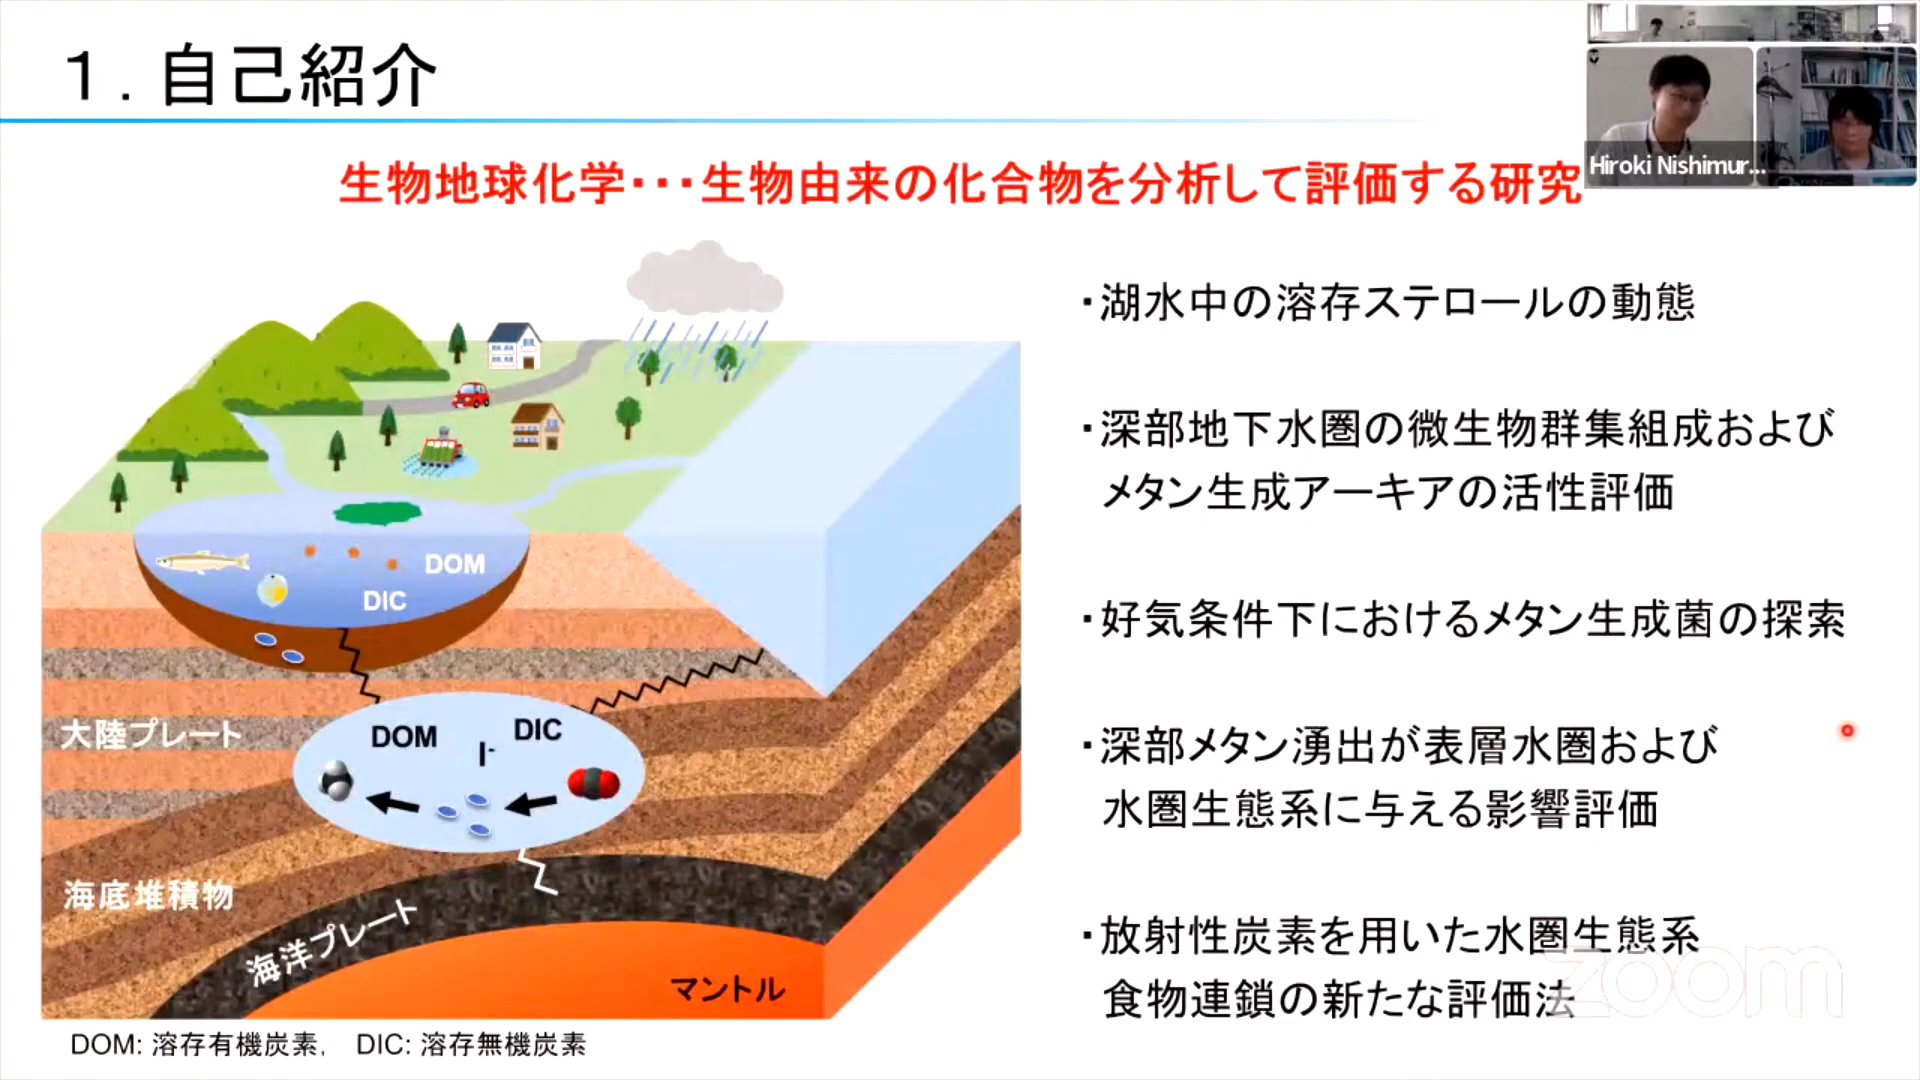 １. 自己紹介
Hiroki Nishimur...
生物地球化学･･･生物由来の化合物を分析して評価する研究
・湖水中の溶存ステロールの動態
・深部地下水圏の微生物群集組成および
メタン生成アーキアの活性評価
・好気条件下におけるメタン生成菌の探索
・深部メタン湧出が表層水圏および
水圏生態系に与える影響評価
・放射性炭素を用いた水圏生態系
食物連鎖の新たな評価法
DOM
DIC
大陸プレート
DOM
DIC
I-
海底堆積物
海洋プレート
マントル
DOM: 溶存有機炭素, DIC: 溶存無機炭素
zoom